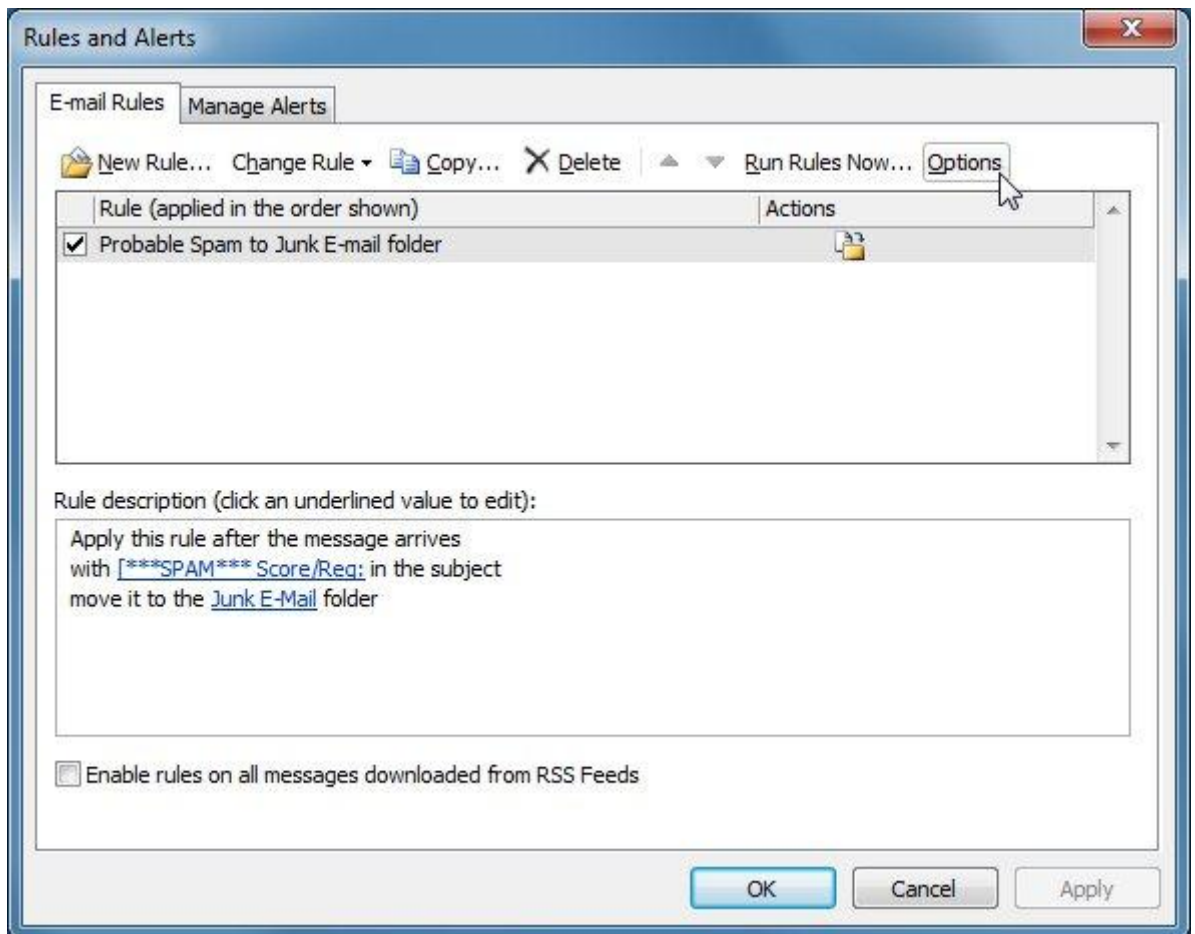 Rules and Alerts
E-mail Rules Manage Alerts
New Rule... Change Rule Copy... Delete Run Rules Now... Options
Rule (applied in the order shown) Actions
Probable Spam to Junk E-mail folder
Rule description (click an underlined value to edit):
Apply this rule after the message arrives
with [***SPAM*** Score/Req: in the subject
move it to the Junk E-Mail folder
Enable rules on all messages downloaded from RSS Feeds
OK Cancel Apply